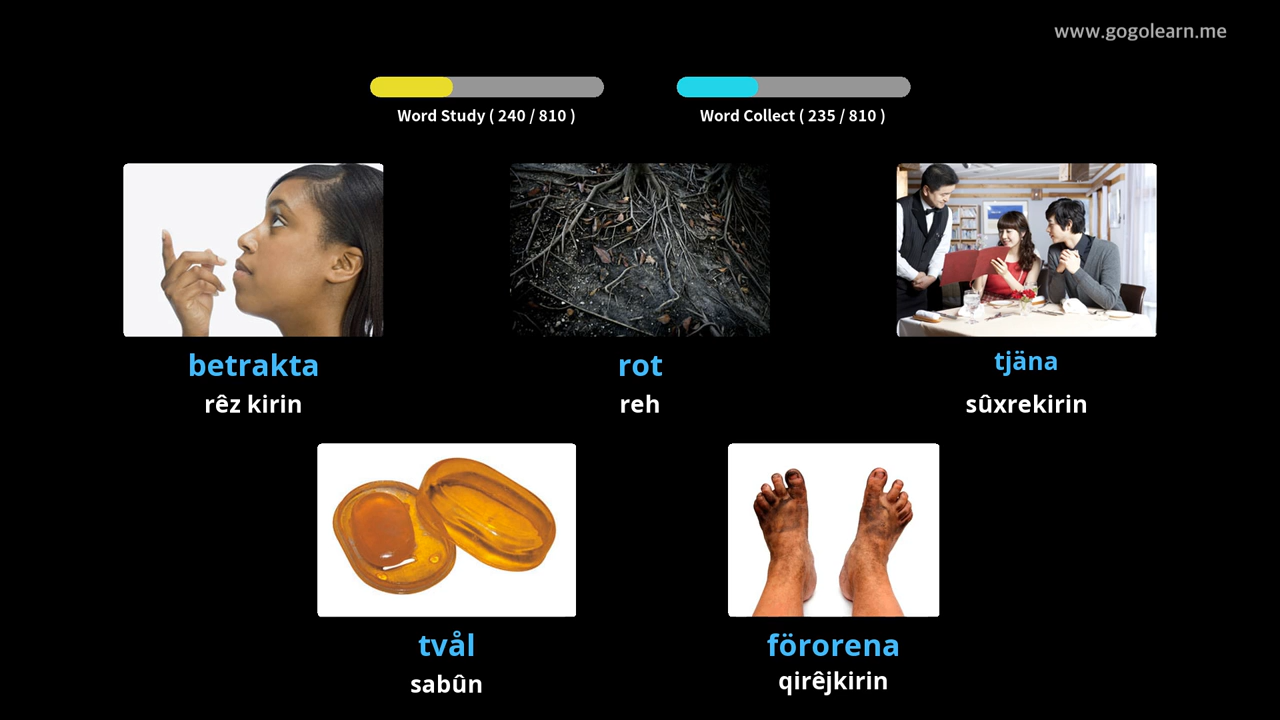 www.gogolearn.me
Word Study ( 240 / 810 )
Word Collect ( 235 / 810 )
betrakta
rêz kirin
rot
reh
tjäna
sûxrekirin
tvål
sabûn
förorena
qirêjkirin